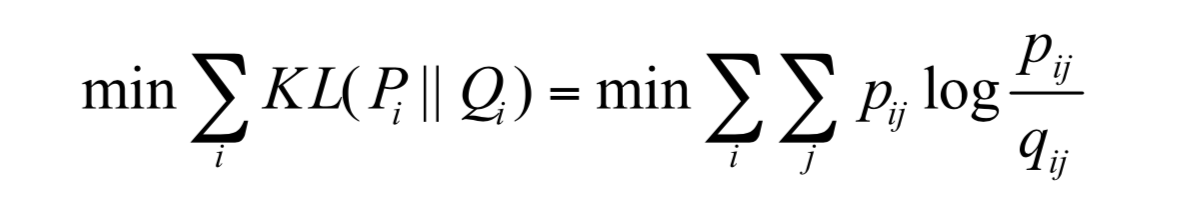 min ∑_i KL(P_i || Q_i) = min ∑_i ∑_j p_ij log p_ij / q_ij